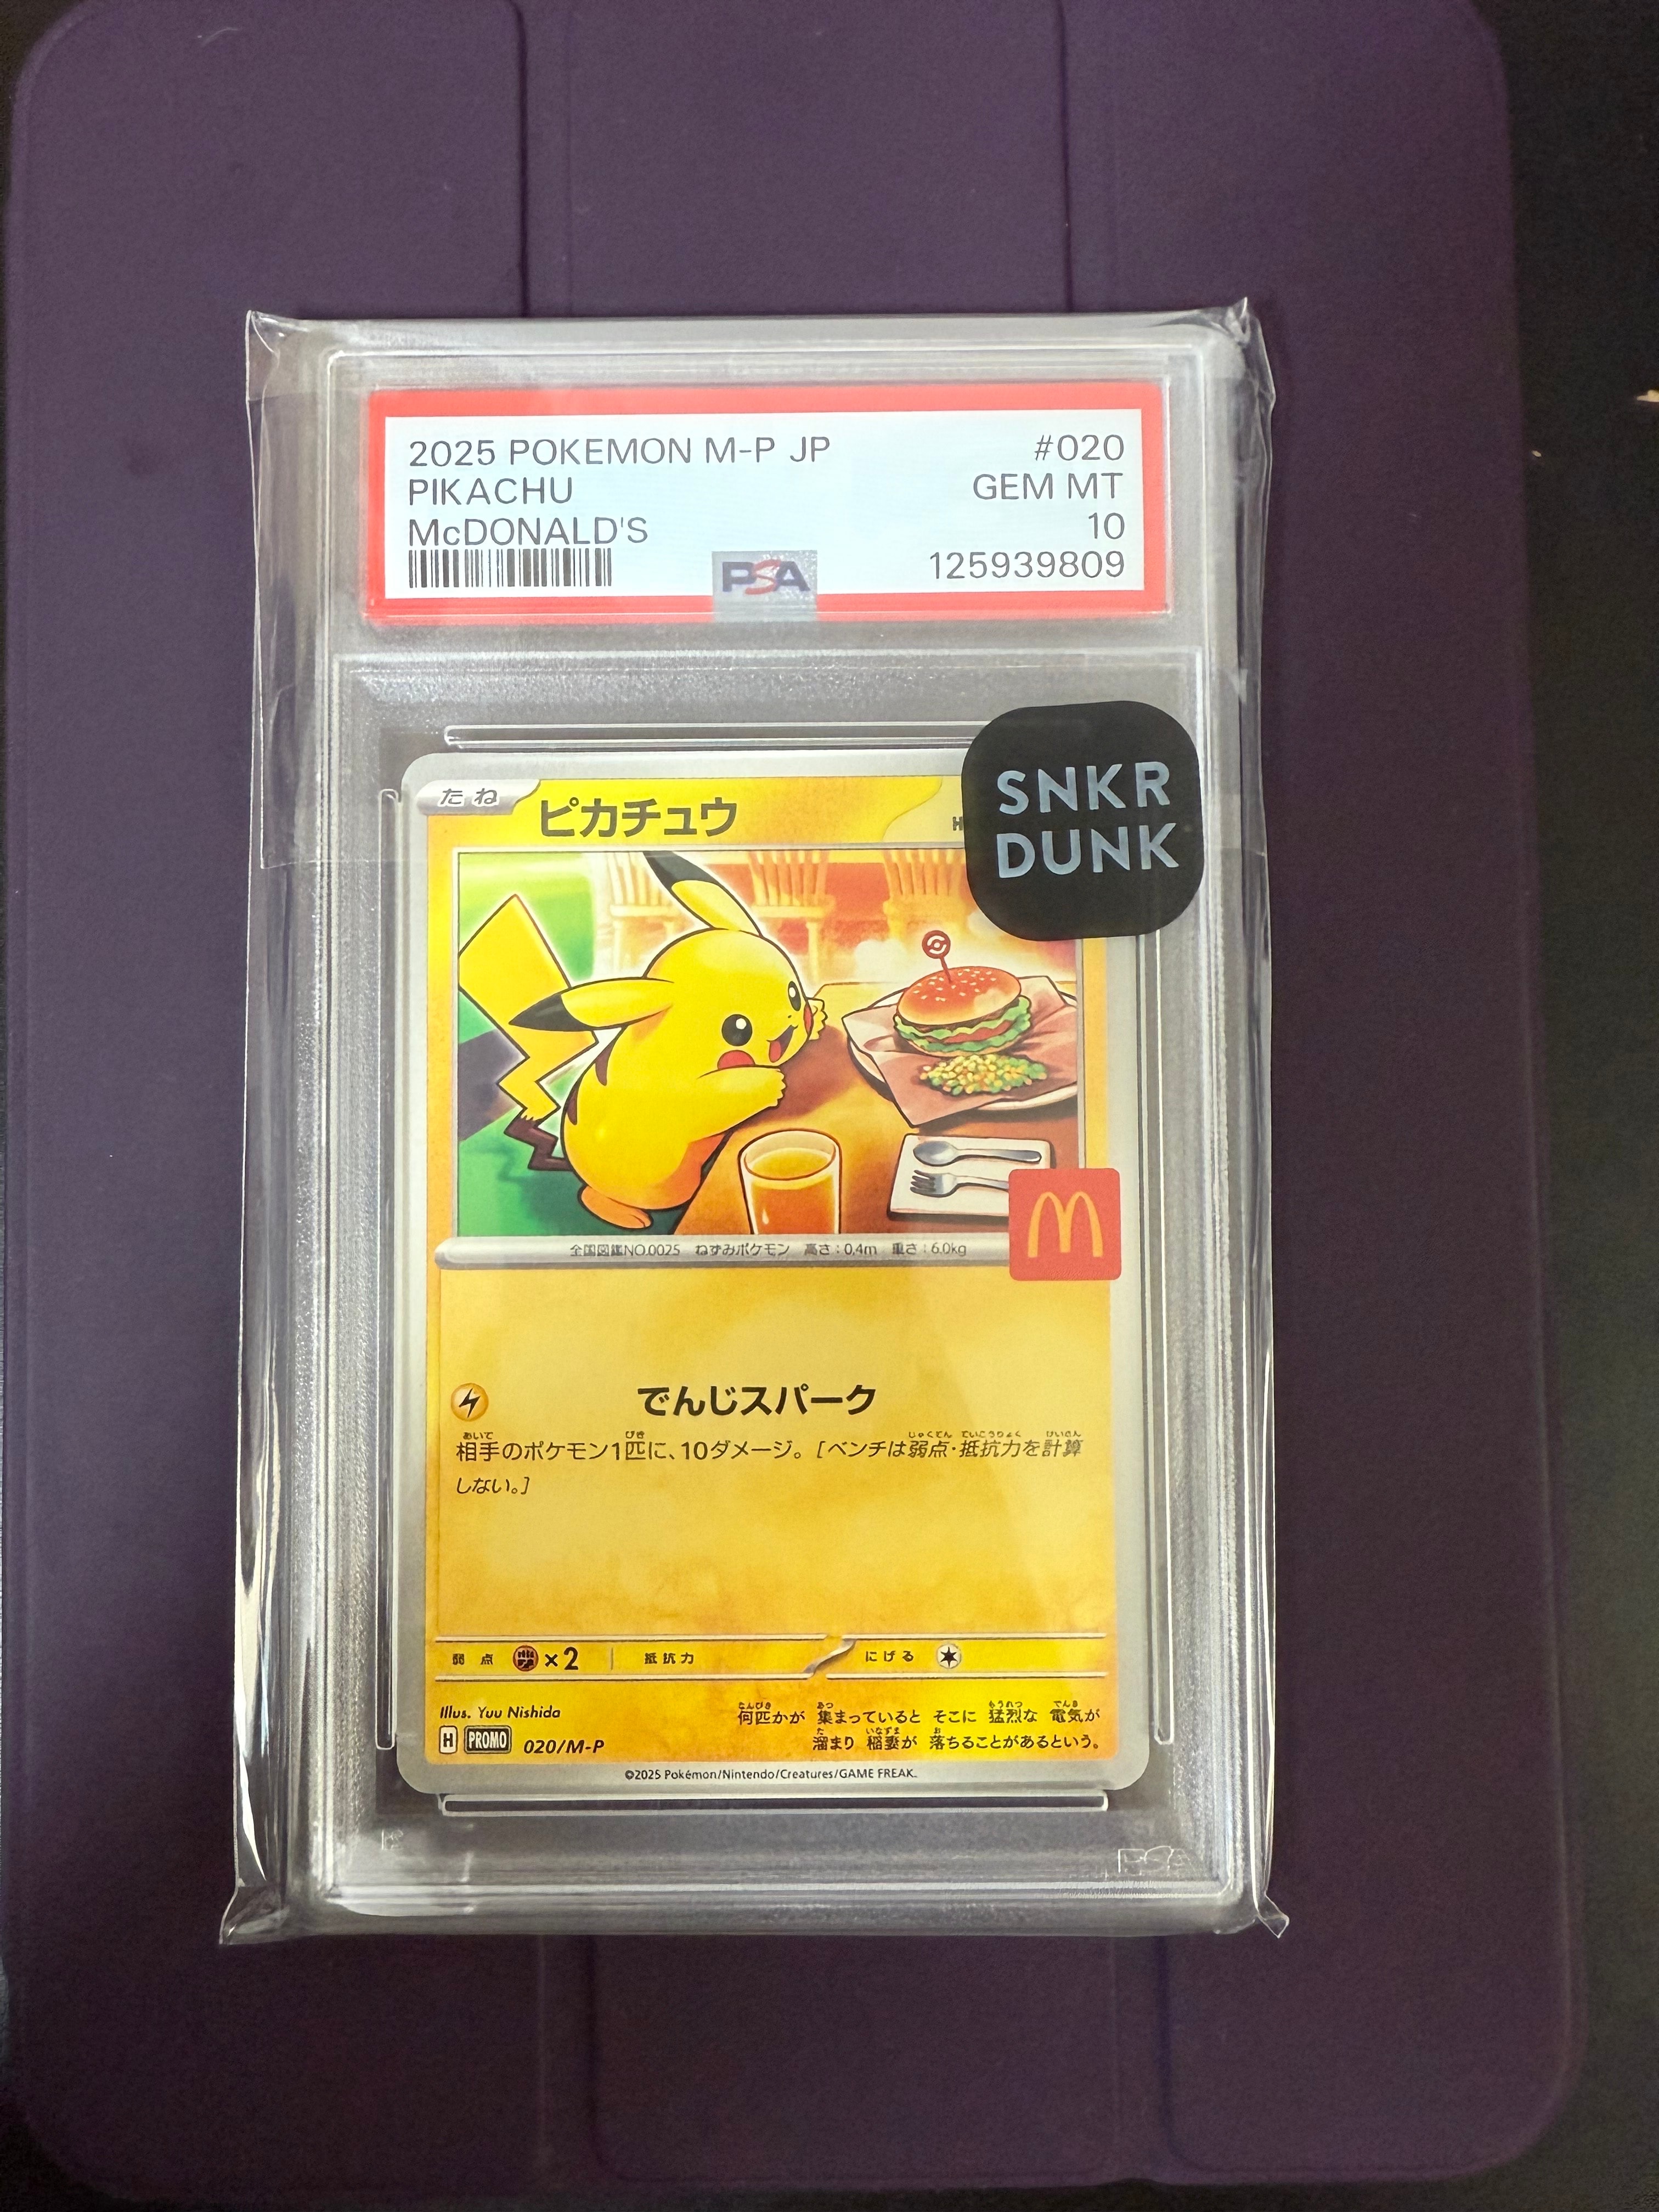 2025 POKEMON M-P JP #020
PIKACHU GEM MT
McDONALD'S 10
PSA 125939809
SNKR
DUNK
たね ピカチュウ
全国図鑑NO.0025 ねずみポケモン 高さ:0.4m 重さ:6.0kg
でんじスパーク
相手のポケモン1匹に、10ダメージ。[ベンチは弱点・抵抗力を計算
しない。]
弱点 ×2 抵抗力 にげる
Illus. Yuu Nishida
何匹かが 集まっていると そこに 猛烈な 電気が
溜まり 稲妻が 落ちることがあるという。
H PROMO 020/M-P
©2025 Pokémon/Nintendo/Creatures/GAME FREAK.